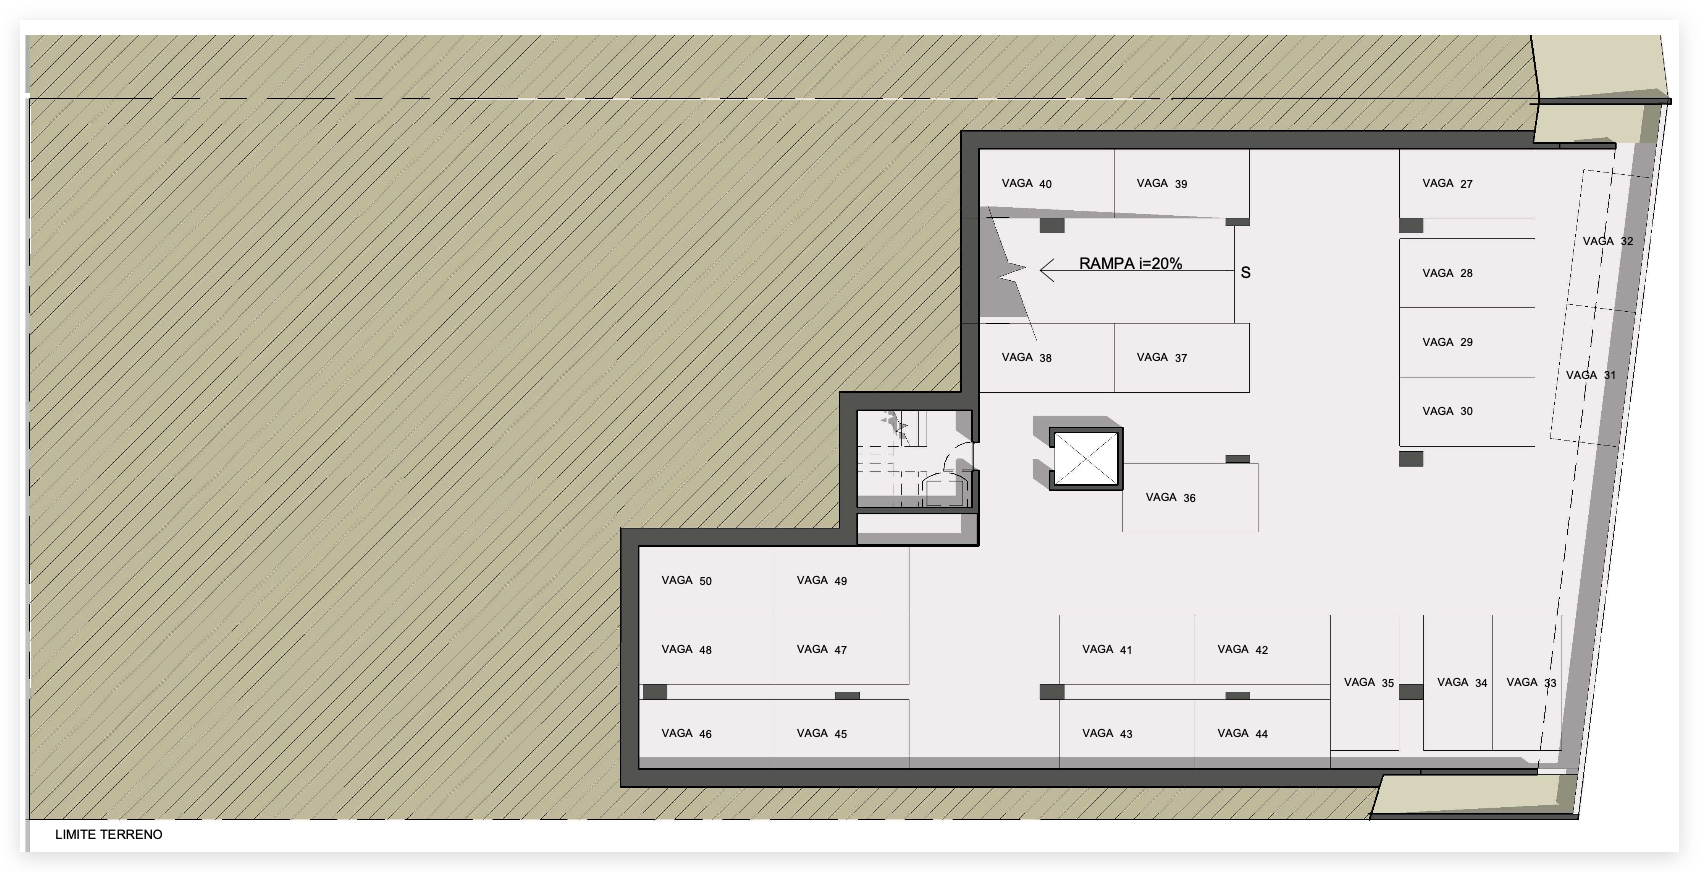 VAGA 40
VAGA 39
VAGA 27
VAGA 32
RAMPA i=20%
S
VAGA 28
VAGA 29
VAGA 38
VAGA 37
VAGA 31
VAGA 30
VAGA 36
VAGA 50
VAGA 49
VAGA 48
VAGA 47
VAGA 41
VAGA 42
VAGA 35
VAGA 34
VAGA 33
VAGA 46
VAGA 45
VAGA 43
VAGA 44
LIMITE TERRENO